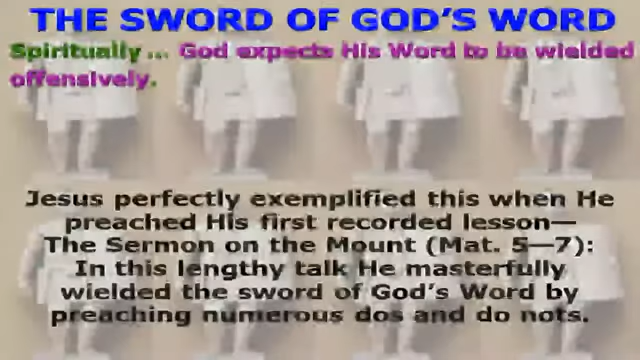 THE SWORD OF GOD'S WORD
Spiritually ... God expects His Word to be wielded
offensively.
Jesus perfectly exemplified this when He
preached His first recorded lesson—
The Sermon on the Mount (Mat. 5—7):
In this lengthy talk He masterfully
wielded the sword of God's Word by
preaching numerous dos and do nots.